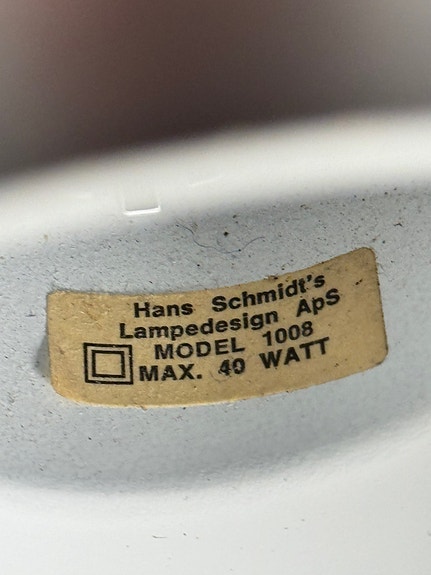 Hans Schmidt's
Lampedesign ApS
MODEL 1008
MAX. 40 WATT